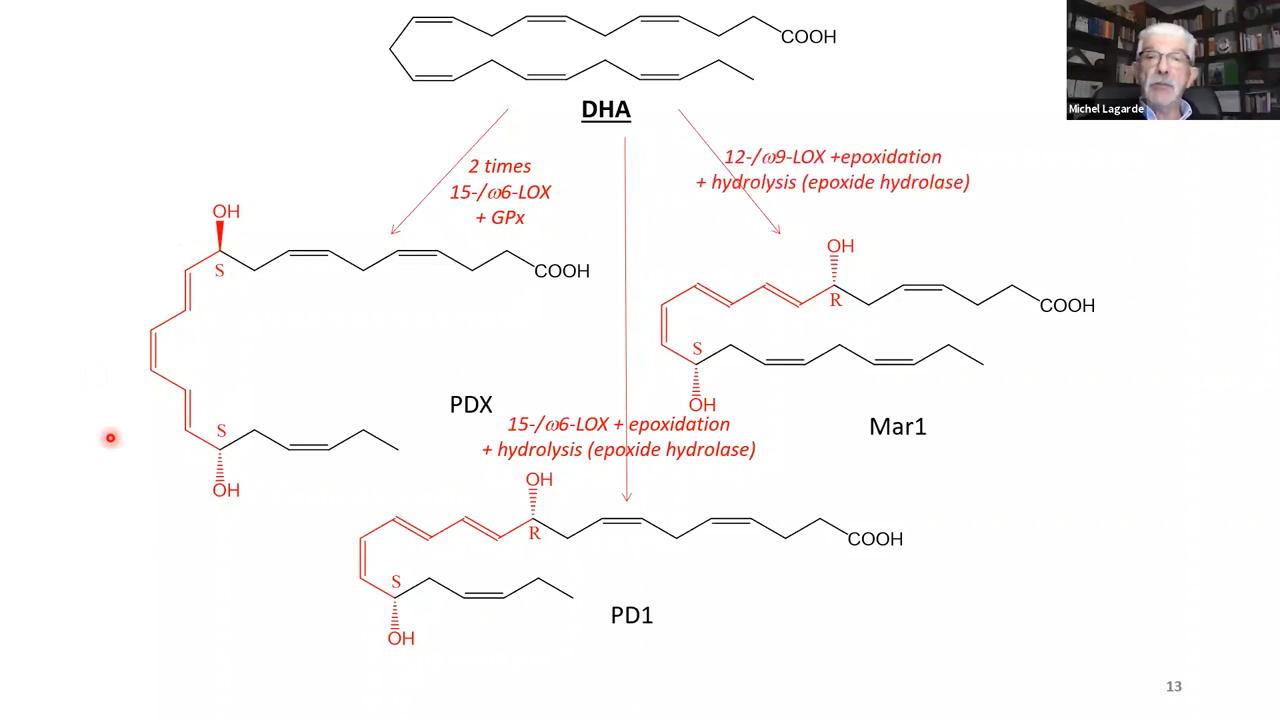 COOH
Michel Lagarde
DHA
2 times
15-/ω6-LOX
+ GPx
12-/ω9-LOX +epoxidation
+ hydrolysis (epoxide hydrolase)
OH
S
COOH
OH
R
COOH
S
OH
PDX
Mar1
S
OH
15-/ω6-LOX + epoxidation
+ hydrolysis (epoxide hydrolase)
OH
R
COOH
S
OH
PD1
13